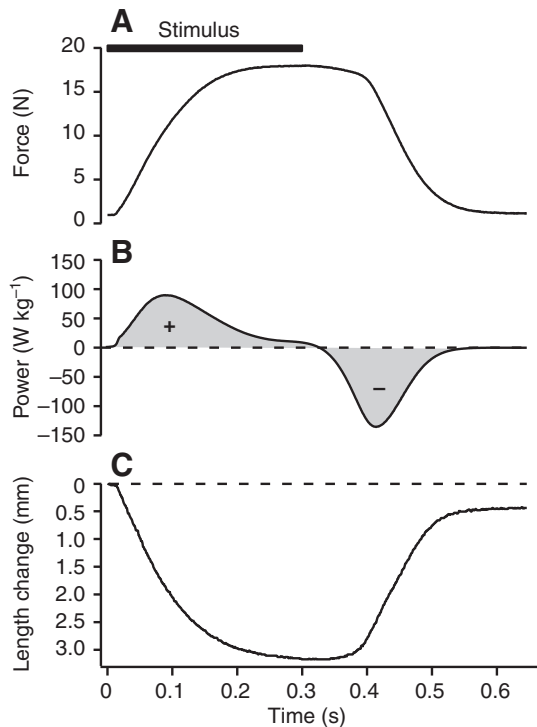 A
Stimulus
20
15
10
5
0
Force (N)
B
150
100
50
0
–50
–100
–150
Power (W kg–1)
+
–
C
0
0.5
1.0
1.5
2.0
2.5
3.0
Length change (mm)
0 0.1 0.2 0.3 0.4 0.5 0.6
Time (s)